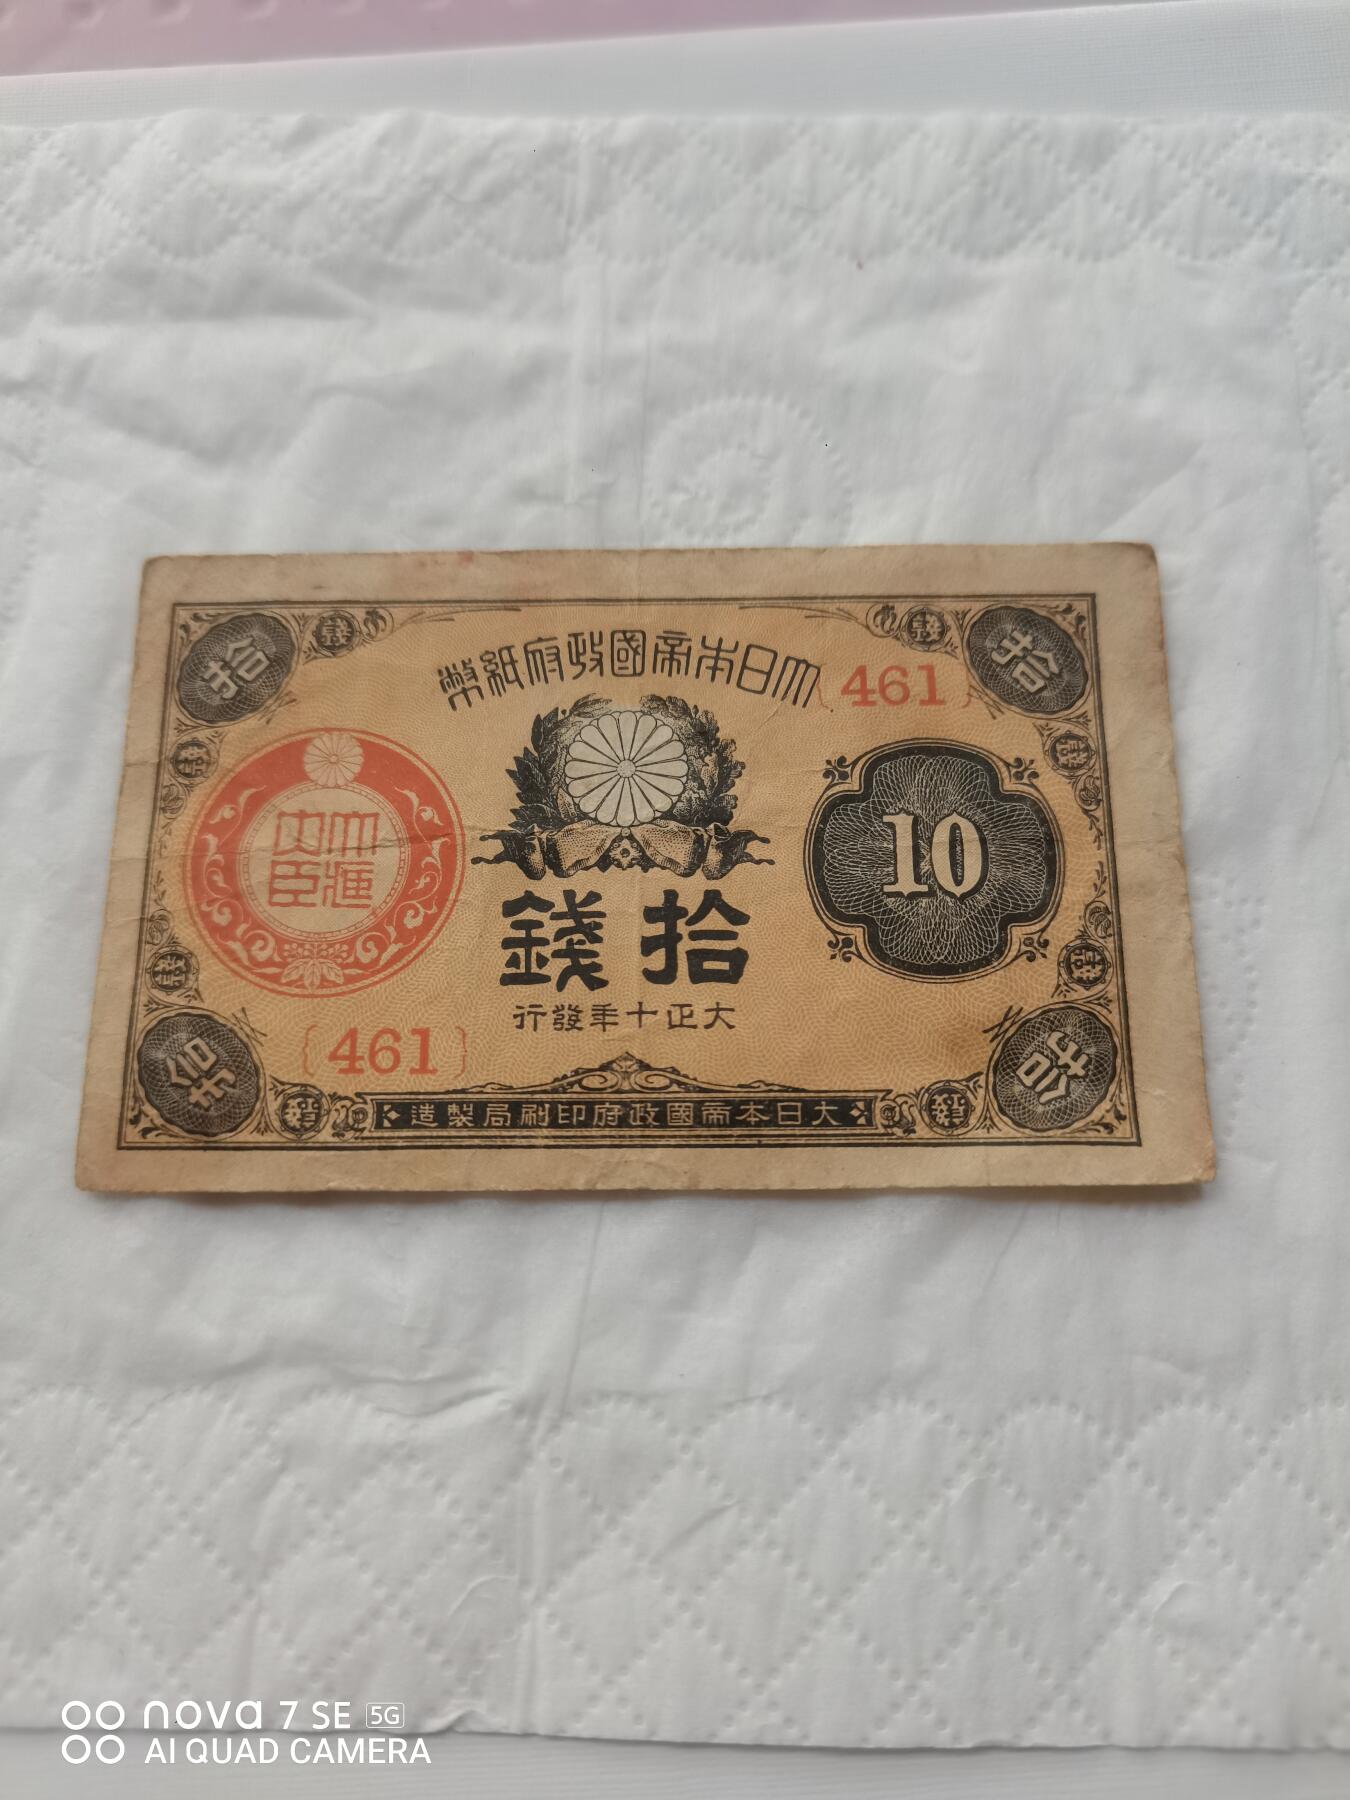 大日本帝國政府紙幣
{461}
拾
拾
錢
錢
大藏大臣
10
拾錢
大正十年發行
{461}
拾
拾
錢
錢
錢
錢
大日本帝國政府印刷局製造
nova 7 SE 5G
AI QUAD CAMERA